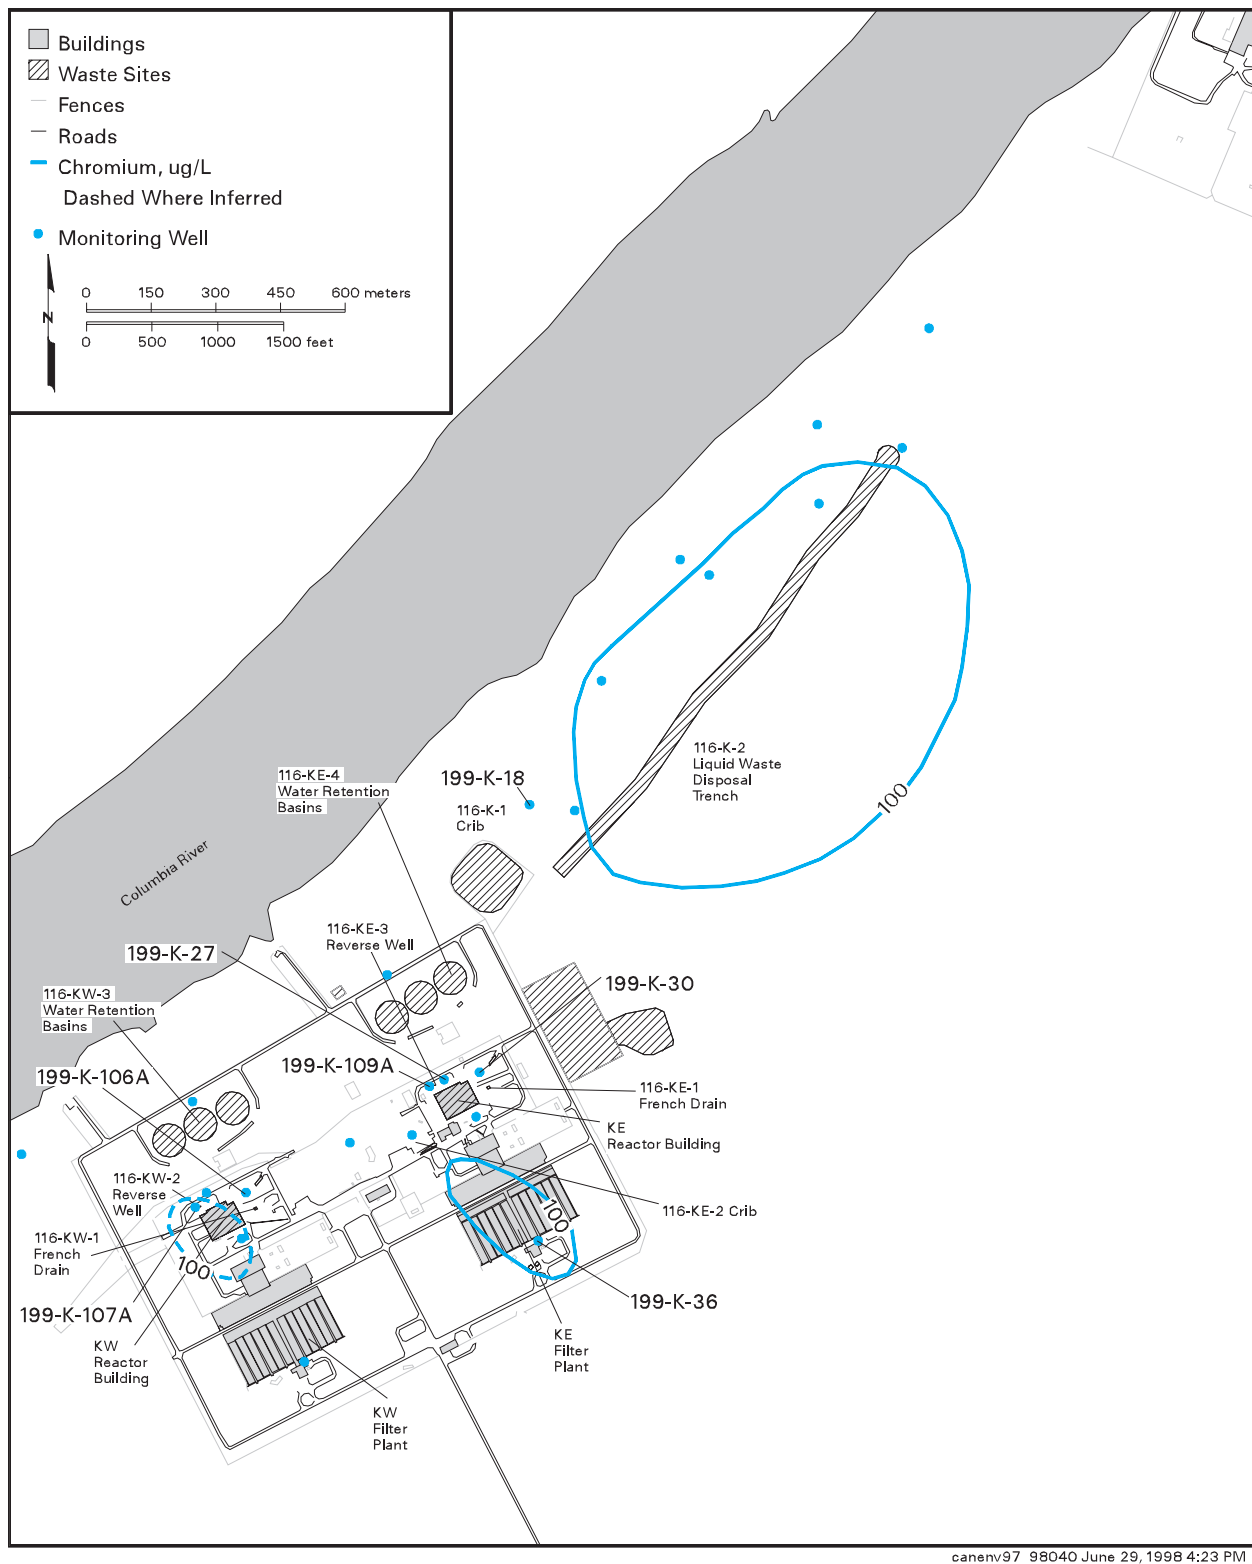 Buildings
Waste Sites
Fences
Roads
Chromium, ug/L
Dashed Where Inferred
Monitoring Well
0 150 300 450 600 meters
N
0 500 1000 1500 feet
116-K-2
Liquid Waste
Disposal
Trench
100
116-KE-4
Water Retention
Basins
199-K-18
116-K-1
Crib
Columbia River
116-KE-3
Reverse Well
199-K-27
199-K-30
116-KW-3
Water Retention
Basins
199-K-109A
199-K-106A
116-KE-1
French Drain
KE
Reactor Building
116-KW-2
Reverse
Well
116-KE-2 Crib
100
116-KW-1
French
Drain
100
199-K-107A
199-K-36
KW
Reactor
Building
KE
Filter
Plant
KW
Filter
Plant
canenv97 98040 June 29, 1998 4:23 PM